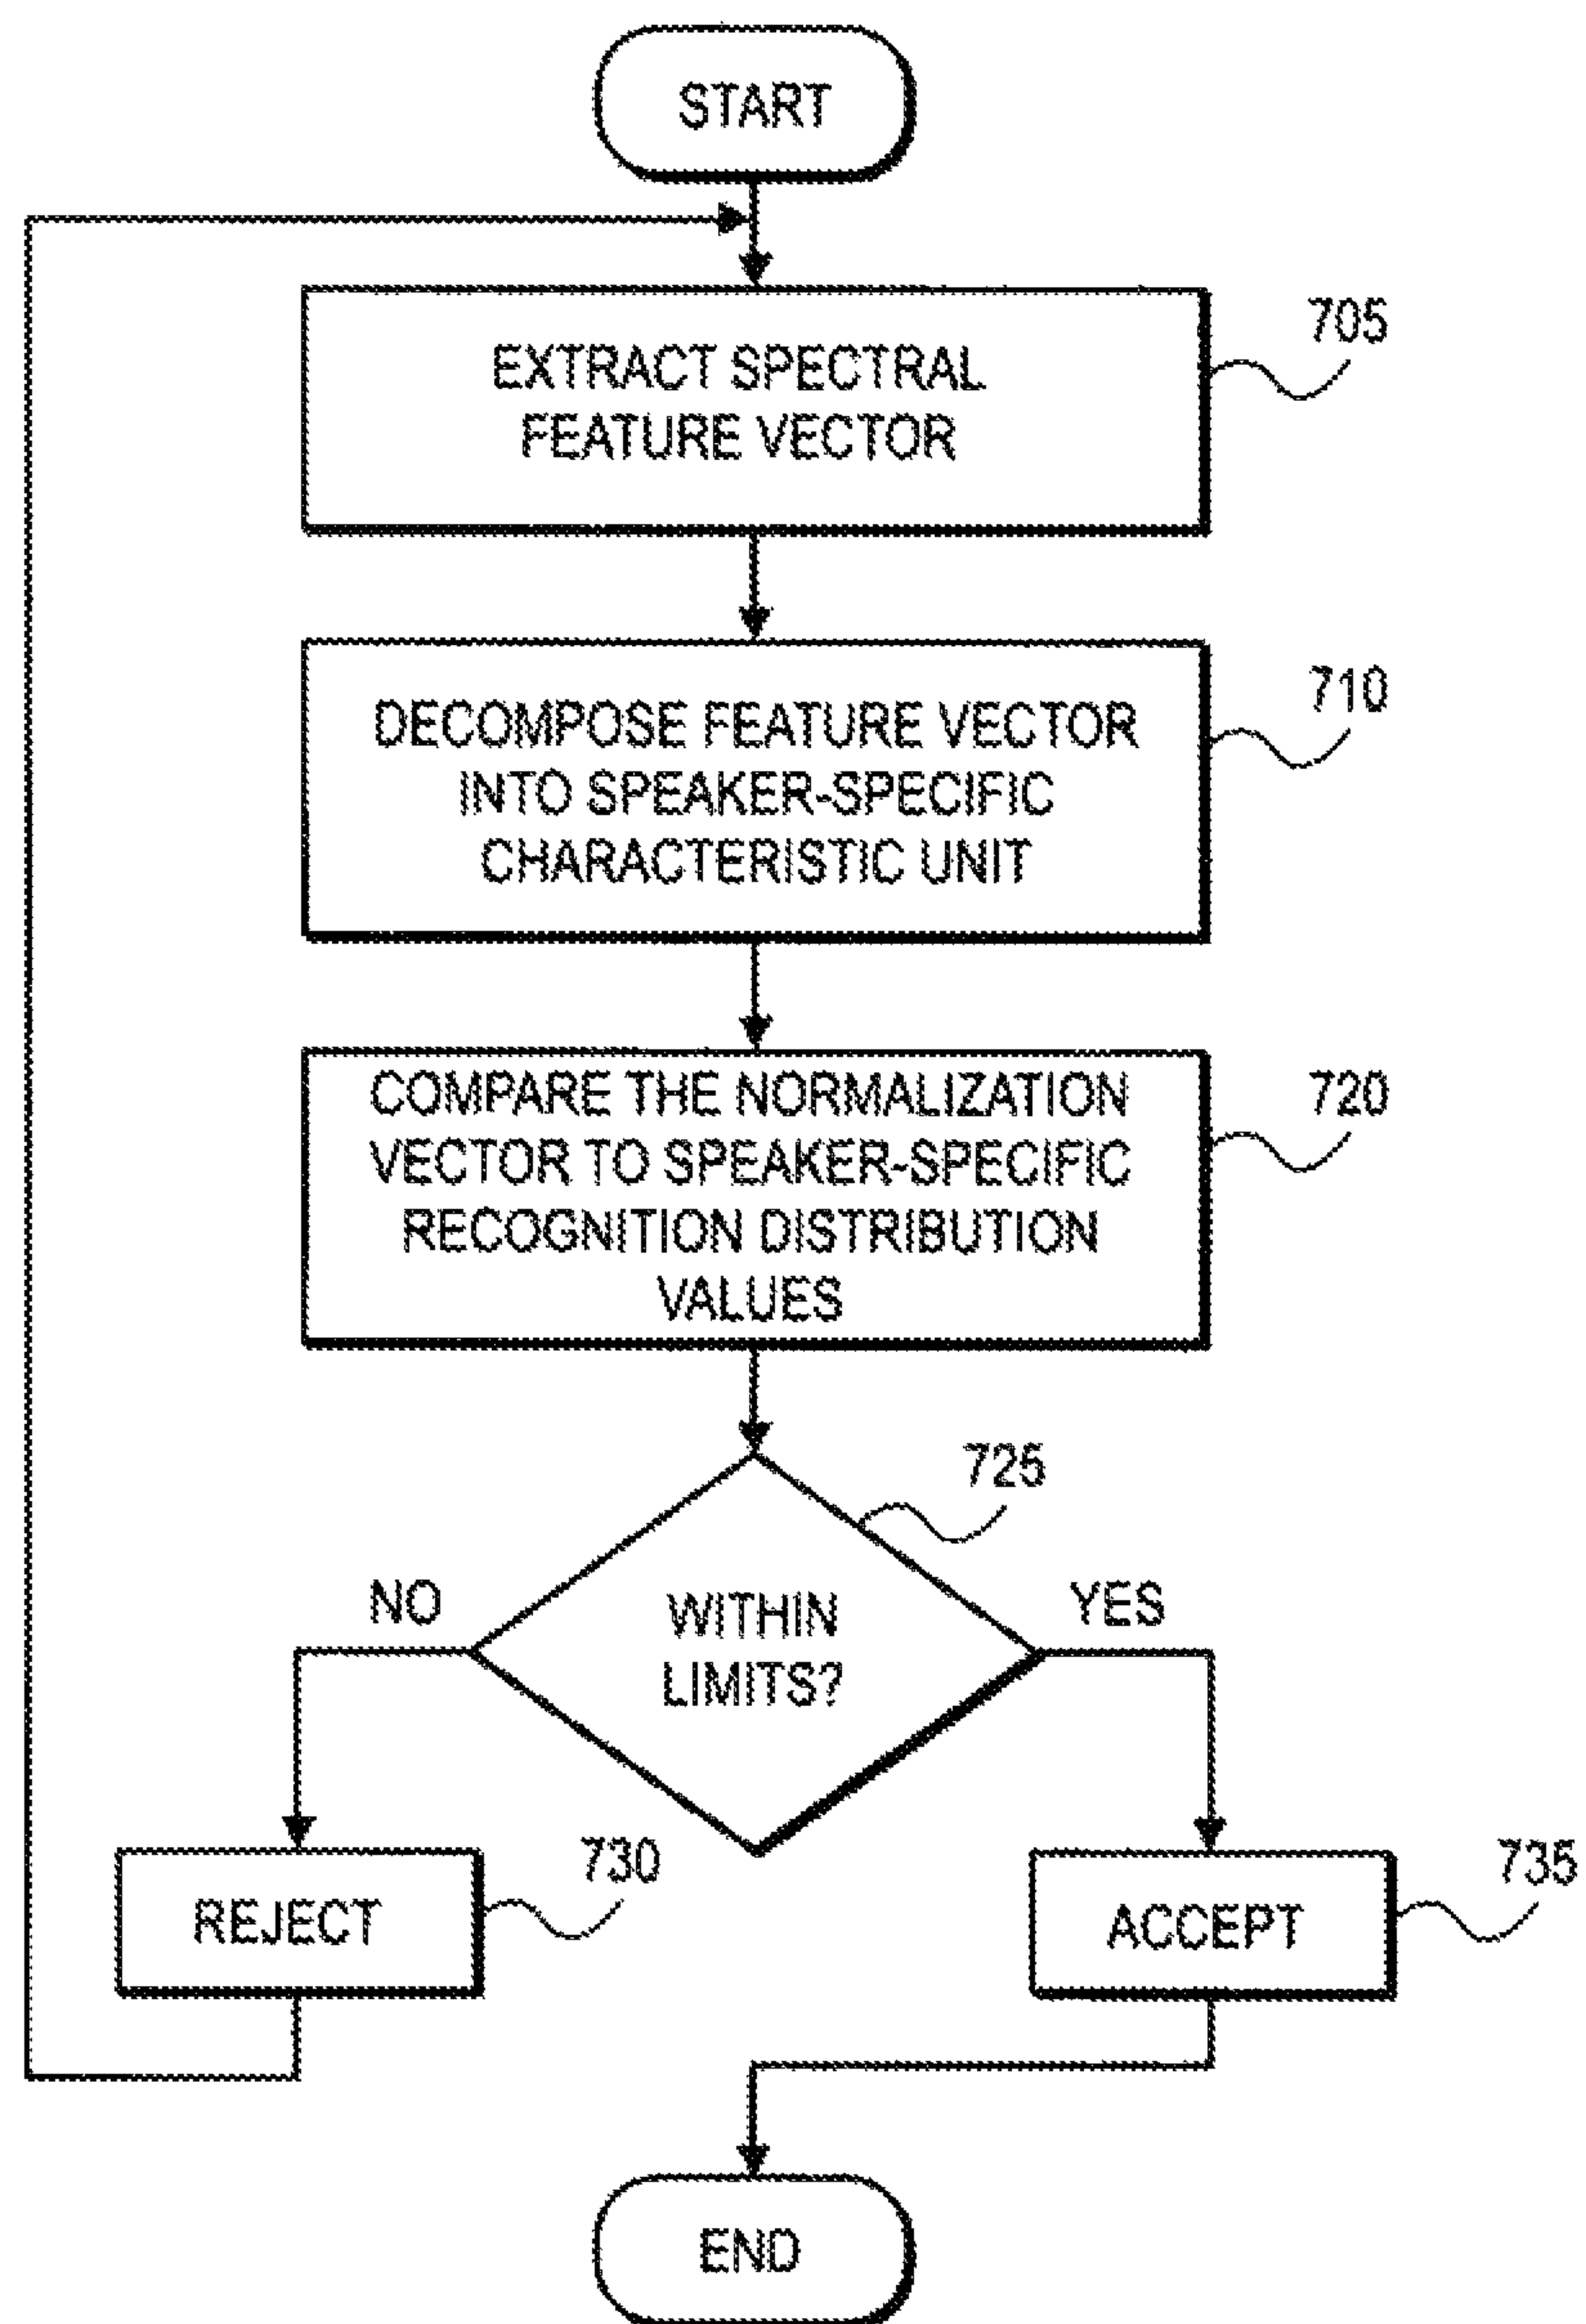 START
705
EXTRACT SPECTRAL
FEATURE VECTOR
710
DECOMPOSE FEATURE VECTOR
INTO SPEAKER-SPECIFIC
CHARACTERISTIC UNIT
720
COMPARE THE NORMALIZATION
VECTOR TO SPEAKER-SPECIFIC
RECOGNITION DISTRIBUTION
VALUES
725
NO
YES
WITHIN
LIMITS?
730
735
REJECT
ACCEPT
END